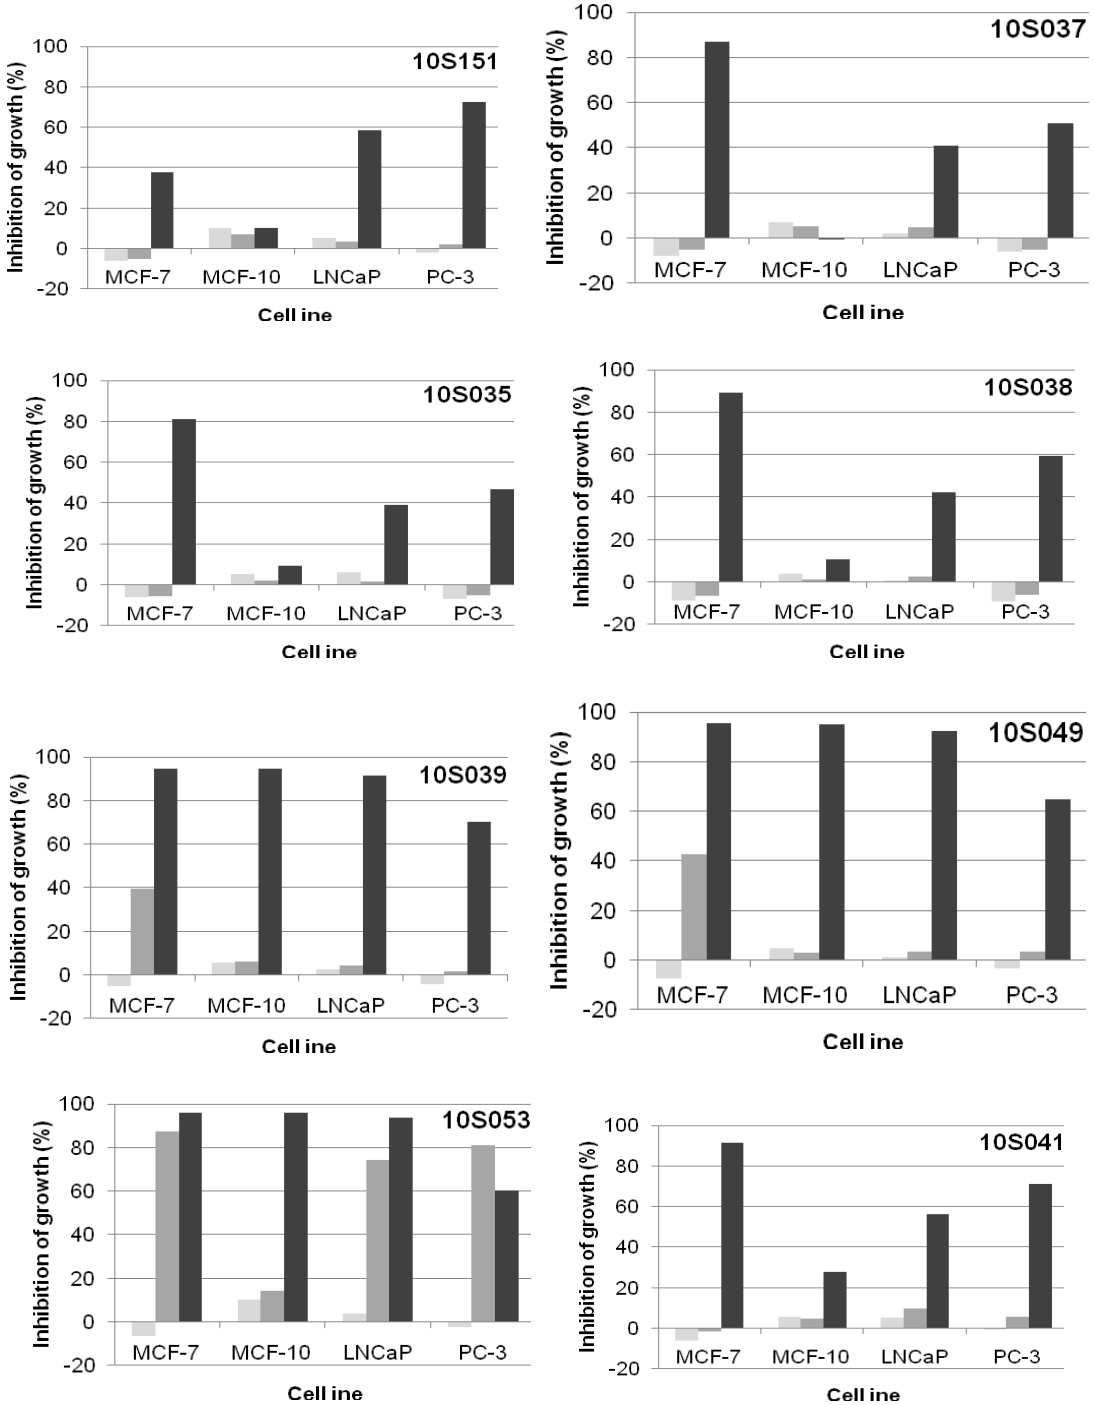 10S151
Inhibition of growth (%)
100
80
60
40
20
0
-20
MCF-7 MCF-10 LNCaP PC-3
Cell ine
10S037
Inhibition of growth (%)
100
80
60
40
20
0
-20
MCF-7 MCF-10 LNCaP PC-3
Cell ine
10S035
Inhibition of growth (%)
100
80
60
40
20
0
-20
MCF-7 MCF-10 LNCaP PC-3
Cell ine
10S038
Inhibition of growth (%)
100
80
60
40
20
0
-20
MCF-7 MCF-10 LNCaP PC-3
Cell ine
10S039
Inhibition of growth (%)
100
80
60
40
20
0
-20
MCF-7 MCF-10 LNCaP PC-3
Cell ine
10S049
Inhibition of growth (%)
100
80
60
40
20
0
-20
MCF-7 MCF-10 LNCaP PC-3
Cell ine
10S053
Inhibition of growth (%)
100
80
60
40
20
0
-20
MCF-7 MCF-10 LNCaP PC-3
Cell ine
10S041
Inhibition of growth (%)
100
80
60
40
20
0
-20
MCF-7 MCF-10 LNCaP PC-3
Cell ine